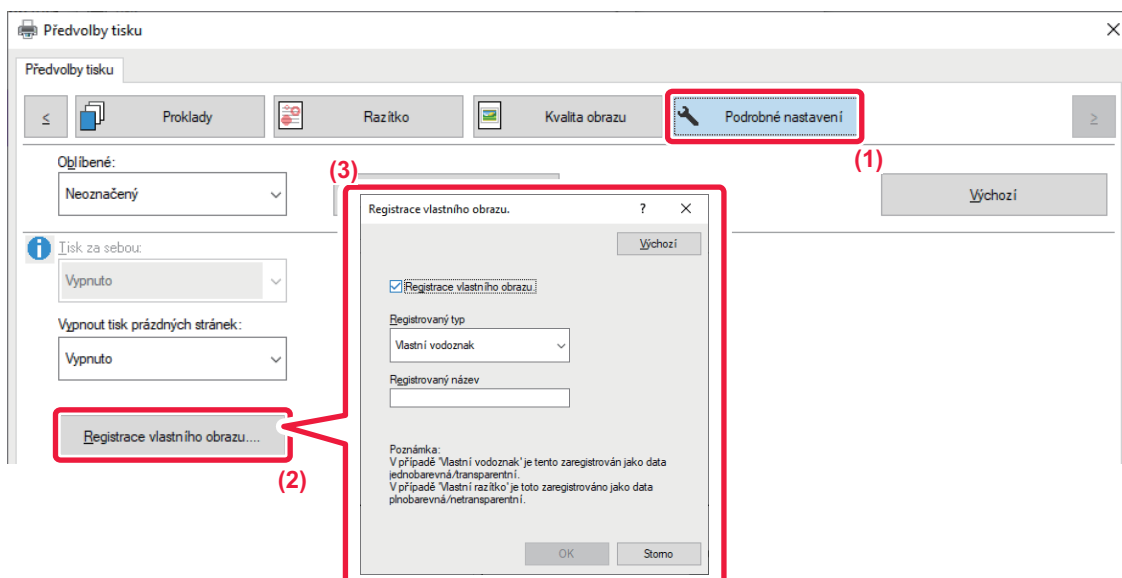 Předvolby tisku
Předvolby tisku
<
Proklady
Razítko
Kvalita obrazu
Podrobné nastavení
>
(1)
Oblíbené:
Neoznačený
Výchozí
(3)
Registrace vlastního obrazu.
?
Výchozí
Registrace vlastního obrazu.
Registrovaný typ
Vlastní vodoznak
Registrovaný název
Poznámka:
V případě 'Vlastní vodoznak' je tento zaregistrován jako data
jednobarevná/transparentní.
V případě 'Vlastní razítko' je toto zaregistrováno jako data
plnobarevná/netransparentní.
OK
Storno
Tisk za sebou:
Vypnuto
Vypnout tisk prázdných stránek:
Vypnuto
Registrace vlastního obrazu....
(2)